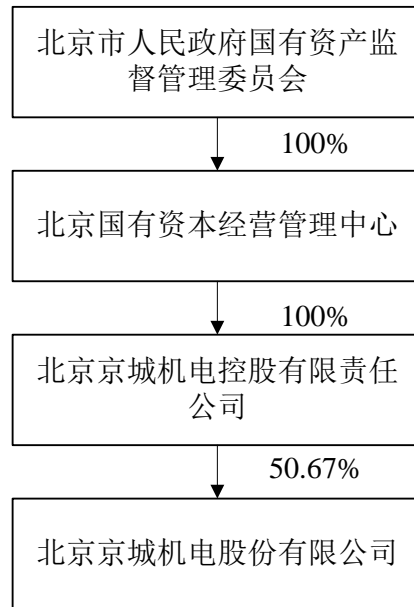 北京市人民政府国有资产监
督管理委员会
100%
北京国有资本经营管理中心
100%
北京京城机电控股有限责任
公司
50.67%
北京京城机电股份有限公司